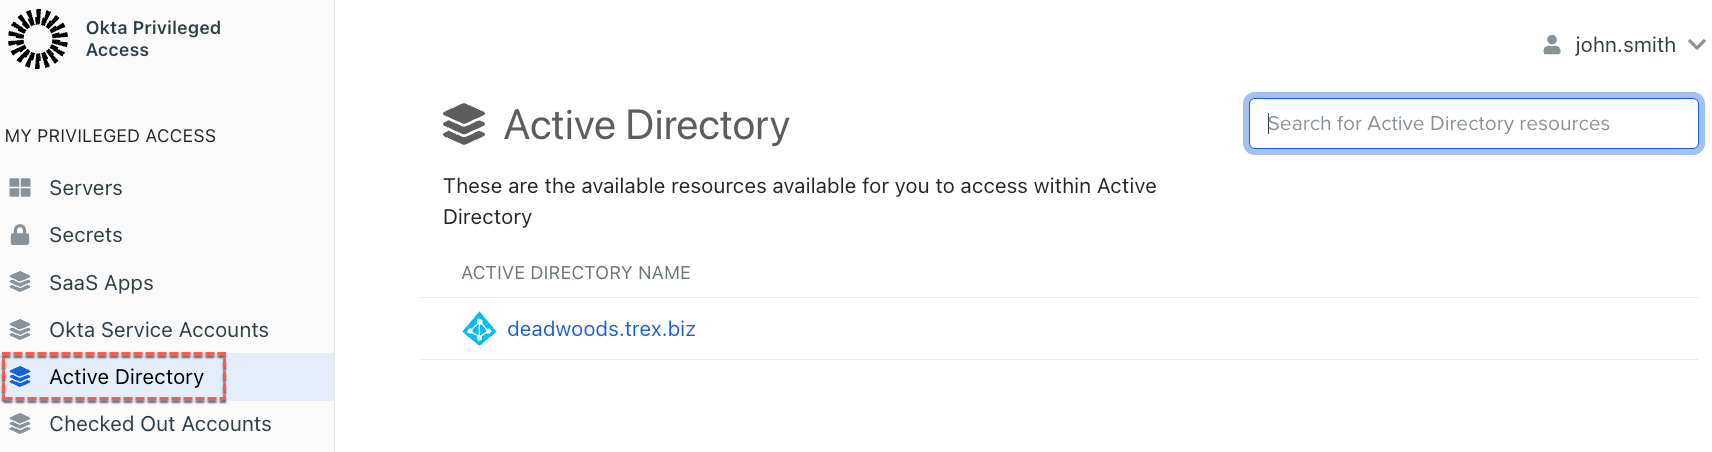 Okta Privileged
Access
john.smith
MY PRIVILEGED ACCESS
Servers
Secrets
SaaS Apps
Okta Service Accounts
Active Directory
Checked Out Accounts
Active Directory
Search for Active Directory resources
These are the available resources available for you to access within Active
Directory
ACTIVE DIRECTORY NAME
deadwoods.trex.biz